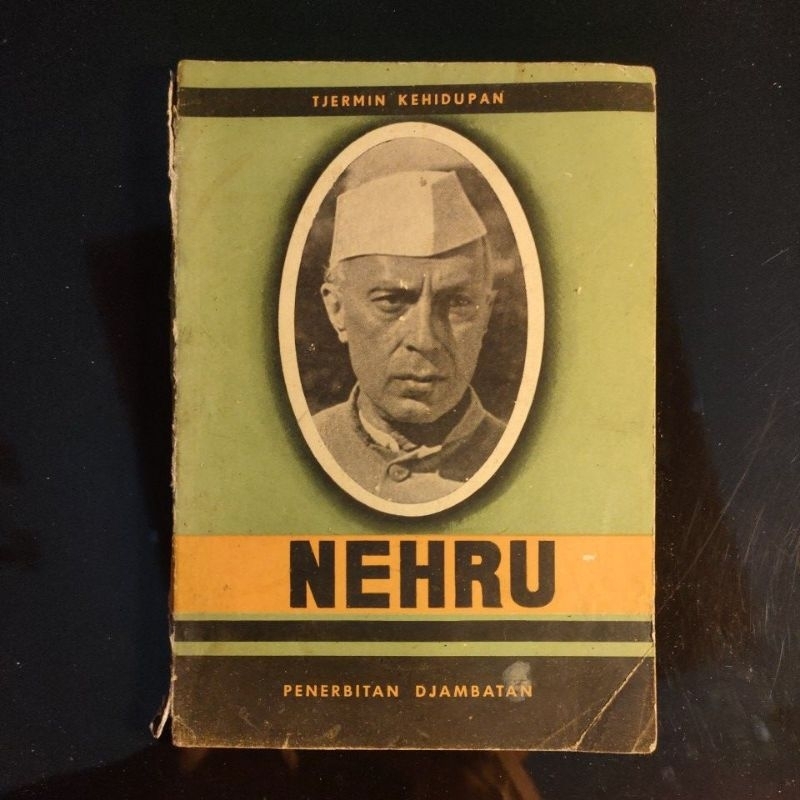 TJERMIN KEHIDUPAN
NEHRU
PENERBITAN DJAMBATAN